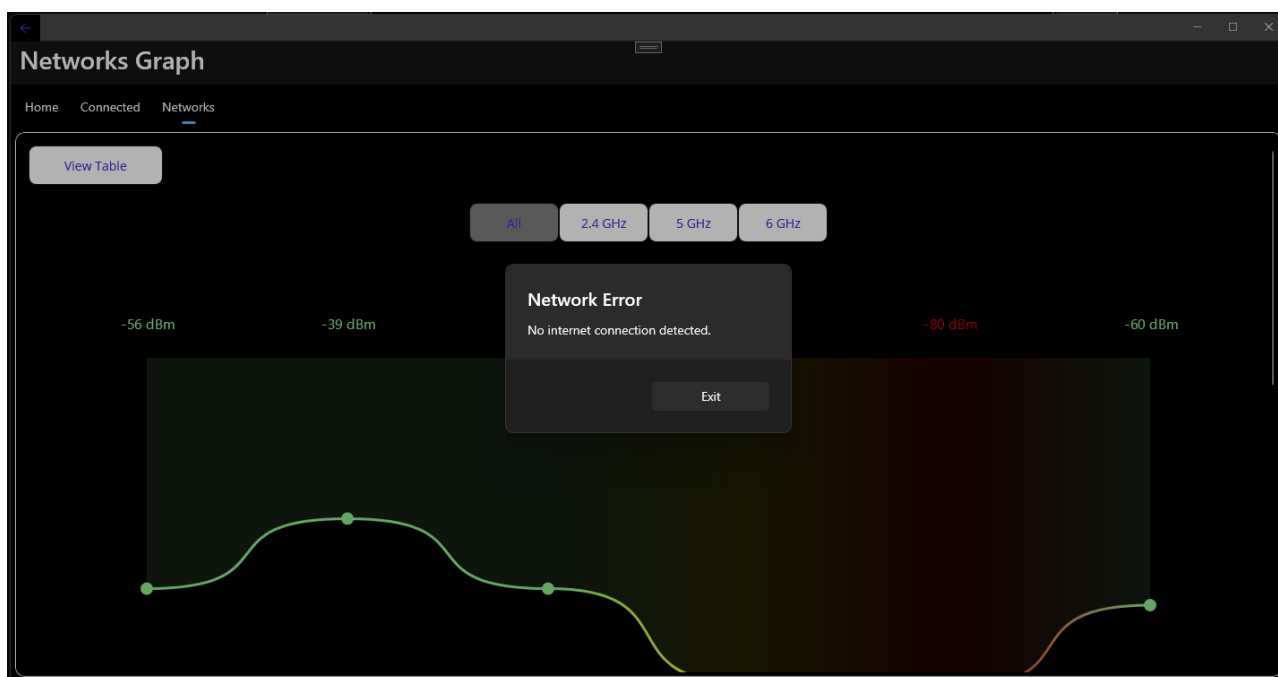 Networks Graph
Home Connected Networks
View Table
All 2.4 GHz 5 GHz 6 GHz
Network Error
No internet connection detected.
-56 dBm -39 dBm -80 dBm -60 dBm
Exit